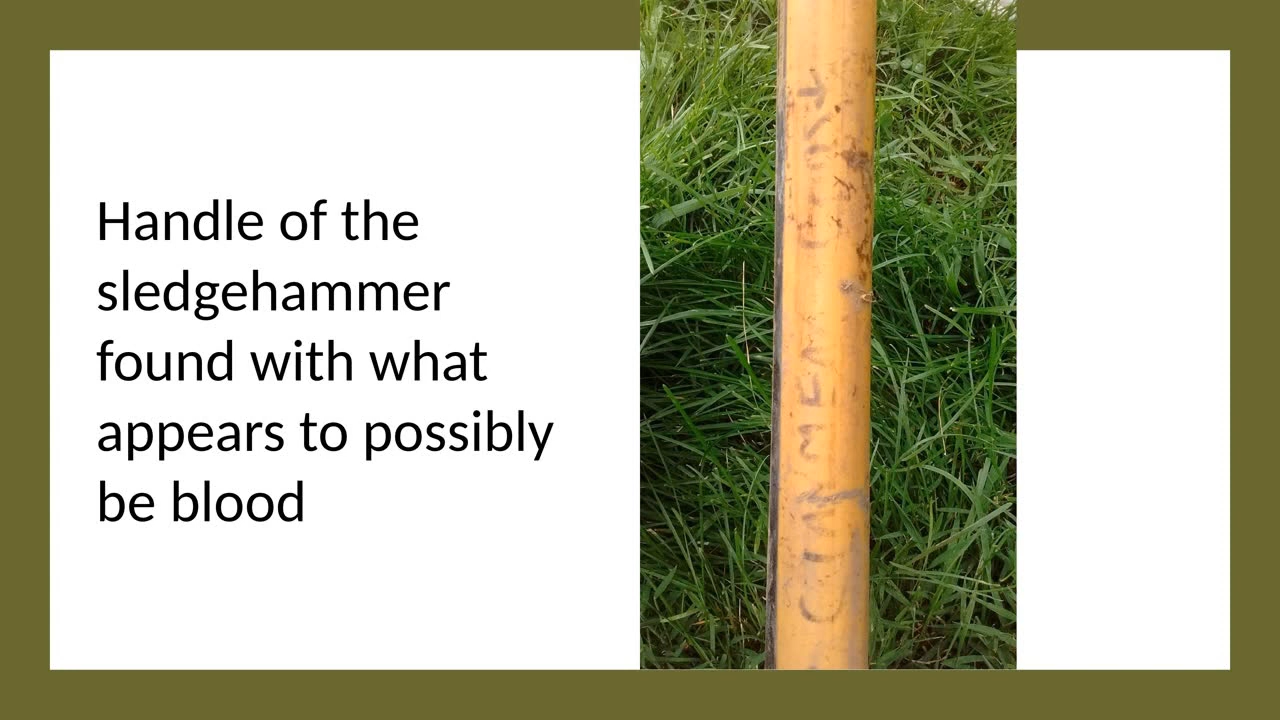 Handle of the
sledgehammer
found with what
appears to possibly
be blood